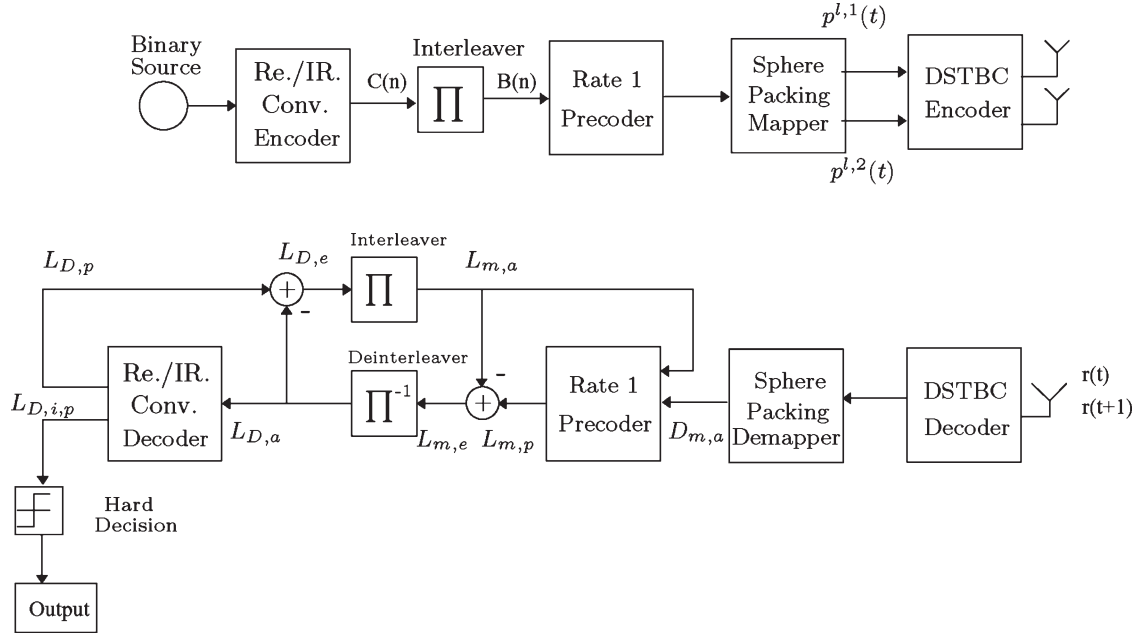 Binary
Source
Re./IR.
Conv.
Encoder
C(n)
Interleaver
∏
B(n)
Rate 1
Precoder
Sphere
Packing
Mapper
p^{l,1}(t)
p^{l,2}(t)
DSTBC
Encoder
L_{D,p}
L_{D,e}
+
-
Interleaver
∏
L_{m,a}
Re./IR.
Conv.
Decoder
L_{D,a}
Deinterleaver
∏^{-1}
L_{m,e}
-
+
L_{m,p}
Rate 1
Precoder
D_{m,a}
Sphere
Packing
Demapper
DSTBC
Decoder
r(t)
r(t+1)
L_{D,i,p}
Hard
Decision
Output